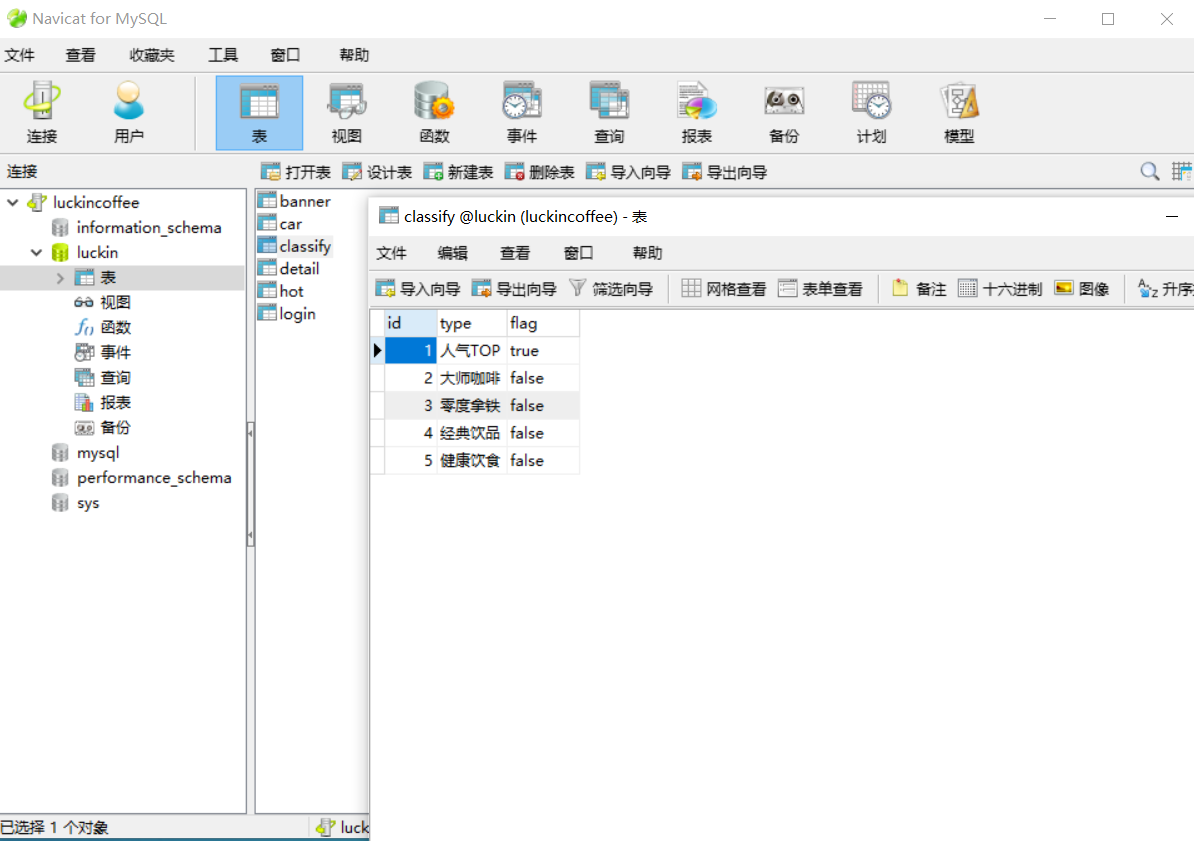 Navicat for MySQL
文件 查看 收藏夹 工具 窗口 帮助
连接 用户 表 视图 函数 事件 查询 报表 备份 计划 模型
连接 打开表 设计表 新建表 删除表 导入向导 导出向导
luckincoffee
information_schema
luckin
表
视图
函数
事件
查询
报表
备份
mysql
performance_schema
sys
banner
car
classify
detail
hot
login
classify @luckin (luckincoffee) - 表
文件 编辑 查看 窗口 帮助
导入向导 导出向导 筛选向导 网格查看 表单查看 备注 十六进制 图像 升序
id type flag
1 人气TOP true
2 大师咖啡 false
3 零度拿铁 false
4 经典饮品 false
5 健康饮食 false
已选择 1 个对象 luck